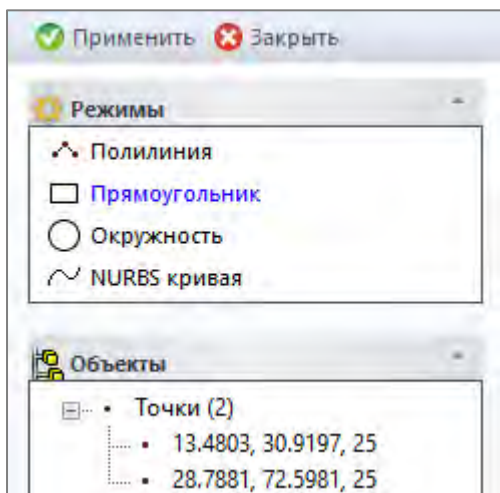 Применить Закрыть
Режимы
Полилиния
Прямоугольник
Окружность
NURBS кривая
Объекты
Точки (2)
13.4803, 30.9197, 25
28.7881, 72.5981, 25